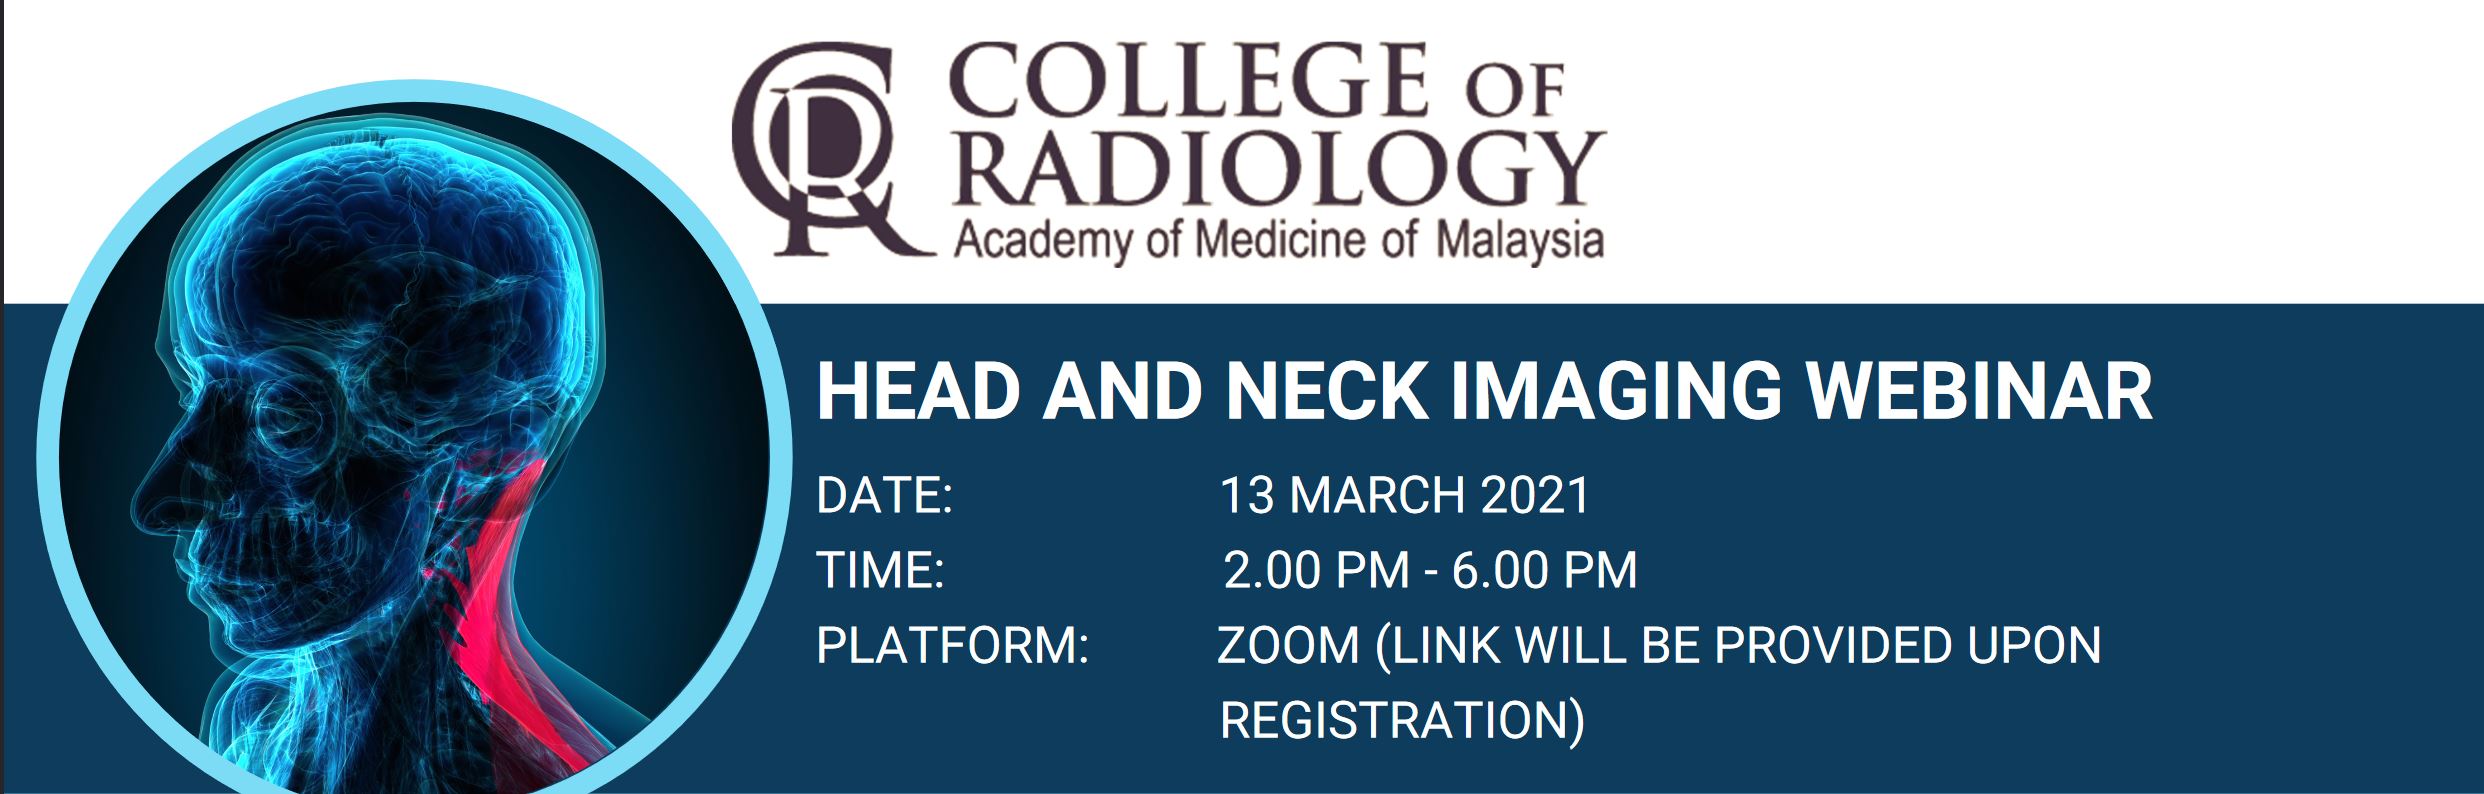 COLLEGE OF
RADIOLOGY
Academy of Medicine of Malaysia
HEAD AND NECK IMAGING WEBINAR
DATE: 13 MARCH 2021
TIME: 2.00 PM - 6.00 PM
PLATFORM: ZOOM (LINK WILL BE PROVIDED UPON
REGISTRATION)